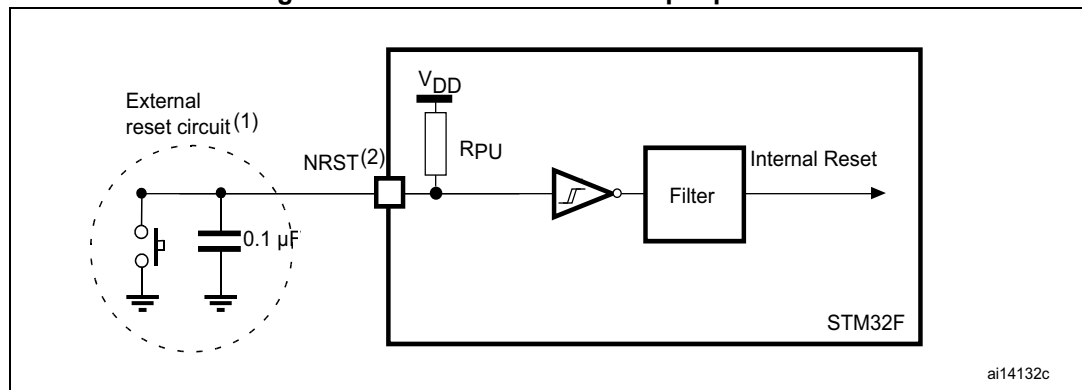 External
reset circuit(1)
NRST(2)
VDD
RPU
0.1 µF
Filter
Internal Reset
STM32F
ai14132c